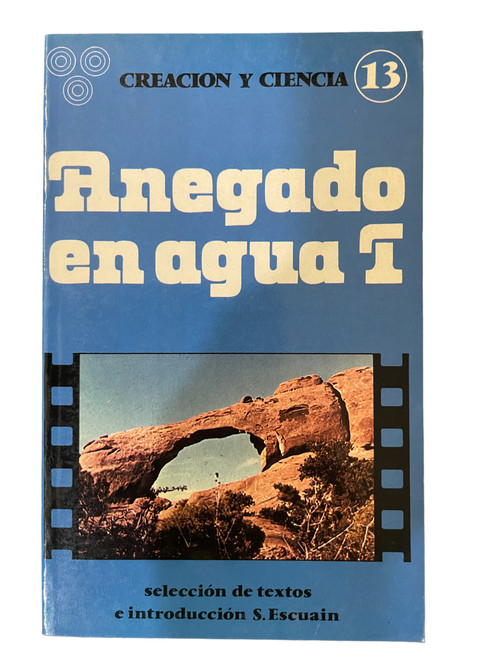 CREACION Y CIENCIA 13
Anegado
en agua I
selección de textos
e introducción S. Escuain